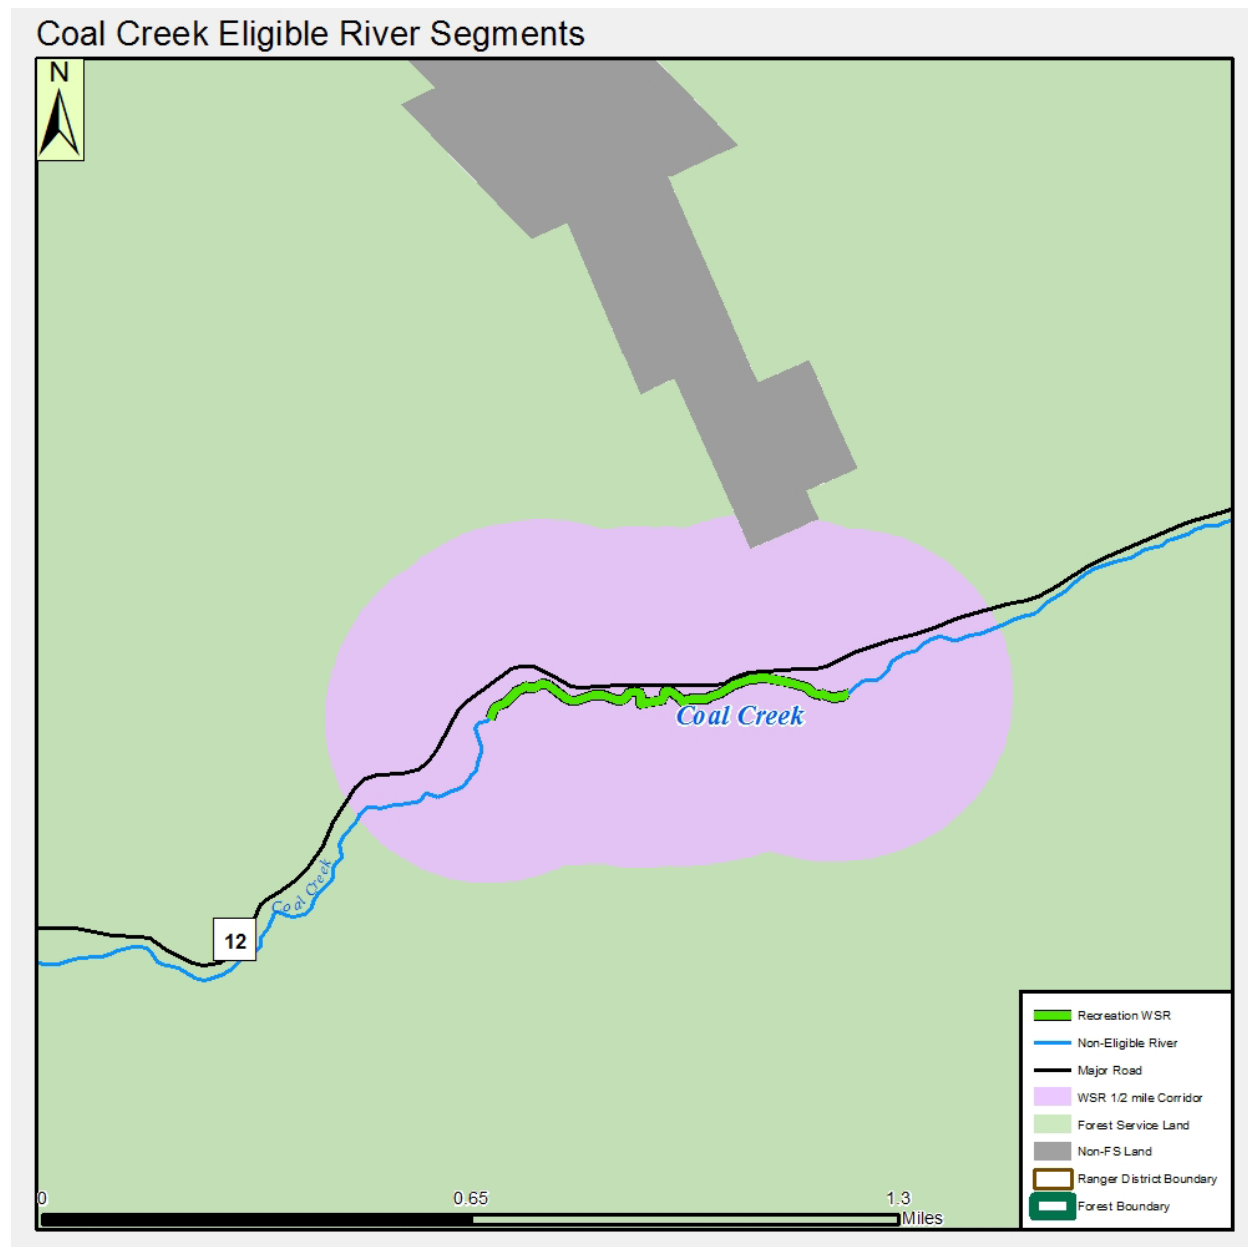 Coal Creek Eligible River Segments
N
Coal Creek
Coal Creek
12
Recreation WSR
Non-Eligible River
Major Road
WSR 1/2 mile Corridor
Forest Service Land
Non-FS Land
Ranger District Boundary
Forest Boundary
0 0.65 1.3
Miles